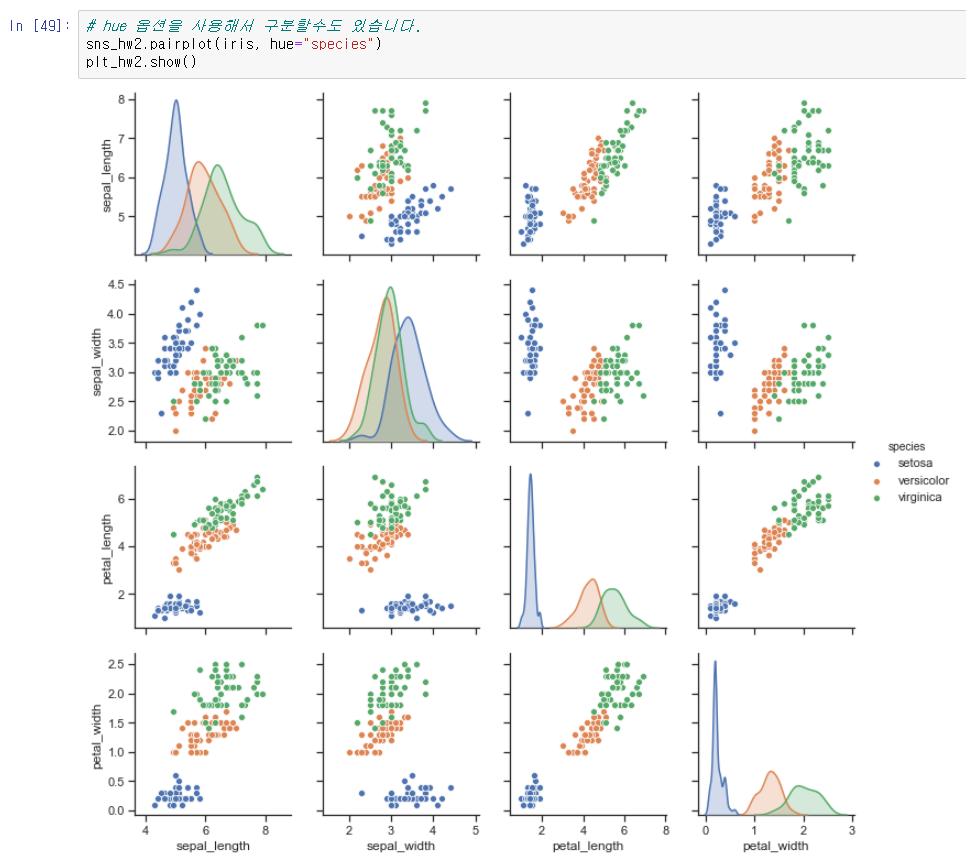 In [49]:
# hue 옵션을 사용해서 구분할수도 있습니다.
sns_hw2.pairplot(iris, hue="species")
plt_hw2.show()
8
7
6
5
sepal_length
4.5
4.0
3.5
3.0
2.5
2.0
sepal_width
species
setosa
versicolor
virginica
6
4
2
petal_length
2.5
2.0
1.5
1.0
0.5
0.0
petal_width
4 6 8 2 3 4 5 2 4 6 8 0 1 2 3
sepal_length sepal_width petal_length petal_width